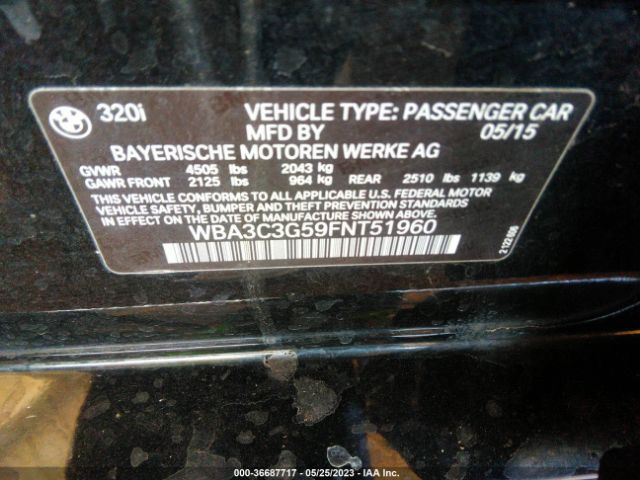 BMW
320i VEHICLE TYPE: PASSENGER CAR
MFD BY 05/15
BAYERISCHE MOTOREN WERKE AG
GVWR 4505 lbs 2043 kg
GAWR FRONT 2125 lbs 964 kg REAR 2510 lbs 1139 kg
THIS VEHICLE CONFORMS TO ALL APPLICABLE U.S. FEDERAL MOTOR
VEHICLE SAFETY, BUMPER AND THEFT PREVENTION STANDARDS
IN EFFECT ON THE DATE OF MANUFACTURE SHOWN ABOVE.
WBA3C3G59FNT51960
000-36687717 - 05/25/2023 - IAA Inc.